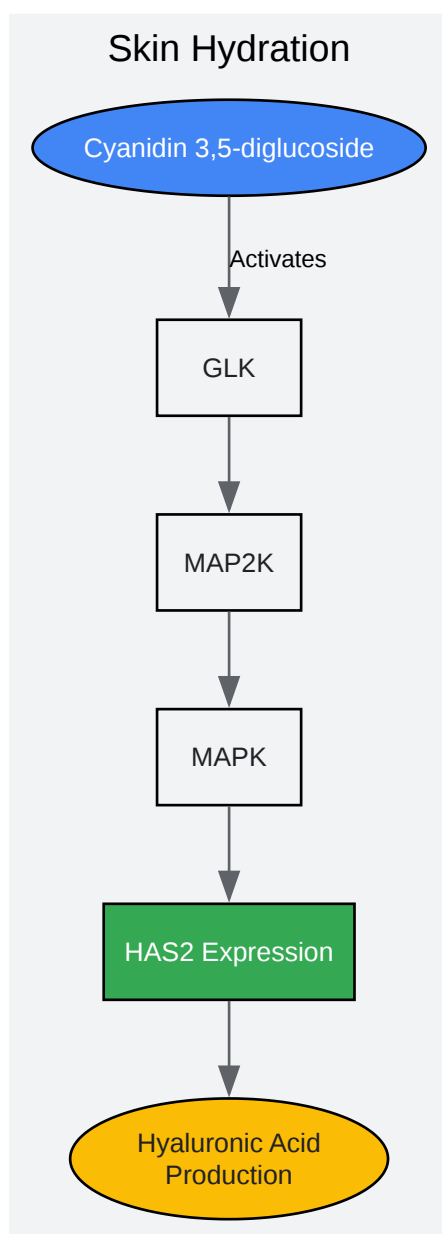 Skin Hydration
Cyanidin 3,5-diglucoside
Activates
GLK
MAP2K
MAPK
HAS2 Expression
Hyaluronic Acid
Production